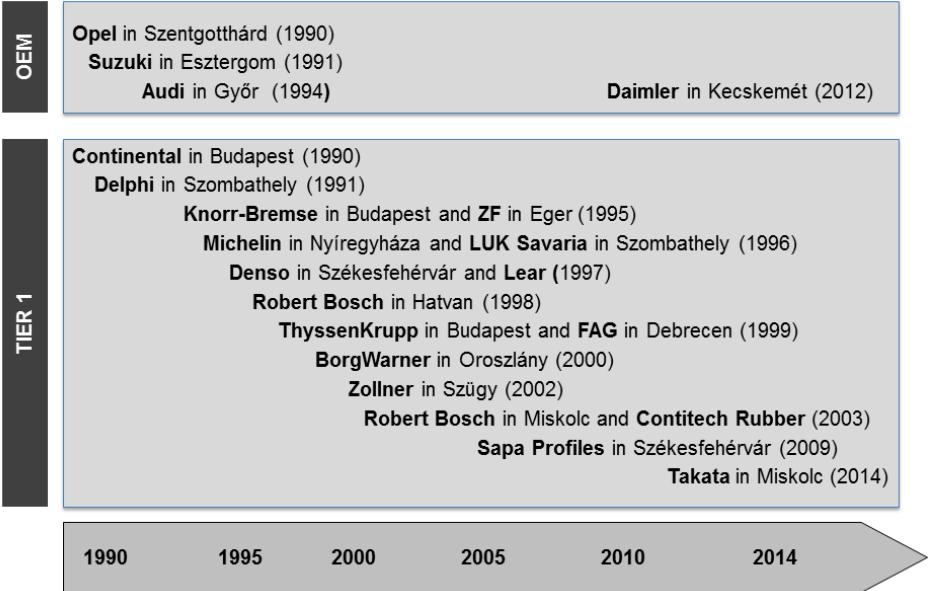 OEM
Opel in Szentgotthárd (1990)
Suzuki in Esztergom (1991)
Audi in Győr (1994)
Daimler in Kecskemét (2012)
TIER 1
Continental in Budapest (1990)
Delphi in Szombathely (1991)
Knorr-Bremse in Budapest and ZF in Eger (1995)
Michelin in Nyíregyháza and LUK Savaria in Szombathely (1996)
Denso in Székesfehérvár and Lear (1997)
Robert Bosch in Hatvan (1998)
ThyssenKrupp in Budapest and FAG in Debrecen (1999)
BorgWarner in Oroszlány (2000)
Zollner in Szügy (2002)
Robert Bosch in Miskolc and Contitech Rubber (2003)
Sapa Profiles in Székesfehérvár (2009)
Takata in Miskolc (2014)
1990 1995 2000 2005 2010 2014